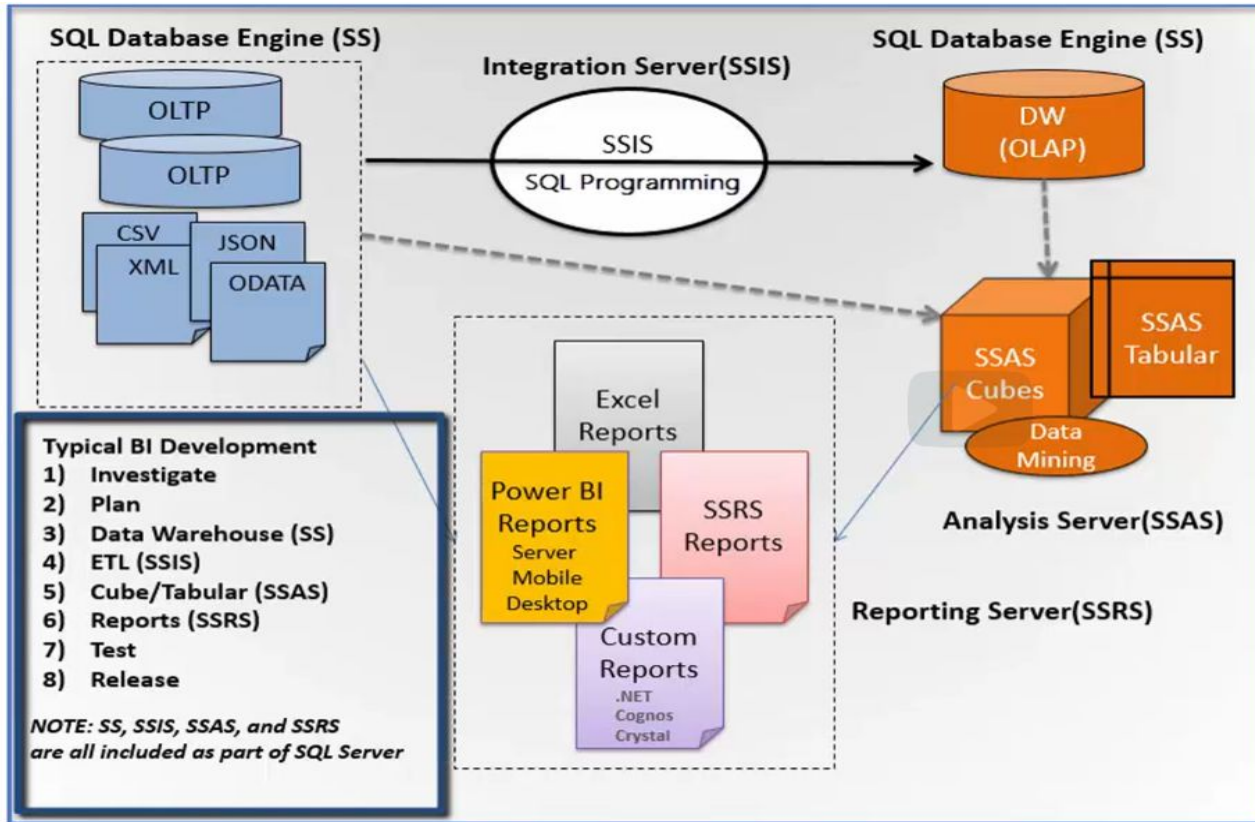 SQL Database Engine (SS)
OLTP
OLTP
CSV
JSON
XML
ODATA
Integration Server(SSIS)
SSIS
SQL Programming
SQL Database Engine (SS)
DW
(OLAP)
SSAS
Cubes
SSAS
Tabular
Data
Mining
Analysis Server(SSAS)
Excel
Reports
Power BI
Reports
Server
Mobile
Desktop
SSRS
Reports
Custom
Reports
.NET
Cognos
Crystal
Reporting Server(SSRS)
Typical BI Development
1) Investigate
2) Plan
3) Data Warehouse (SS)
4) ETL (SSIS)
5) Cube/Tabular (SSAS)
6) Reports (SSRS)
7) Test
8) Release
NOTE: SS, SSIS, SSAS, and SSRS
are all included as part of SQL Server